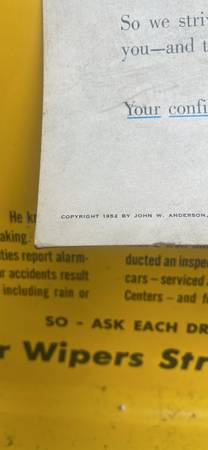 So we stri
you—and t
Your confi
COPYRIGHT 1952 BY JOHN W. ANDERSON,
He k
aking.
ties report alarm-
r accidents result
including rain or
ducted an inspe
cars – serviced
Centers – and f
SO - ASK EACH DR
r Wipers Str